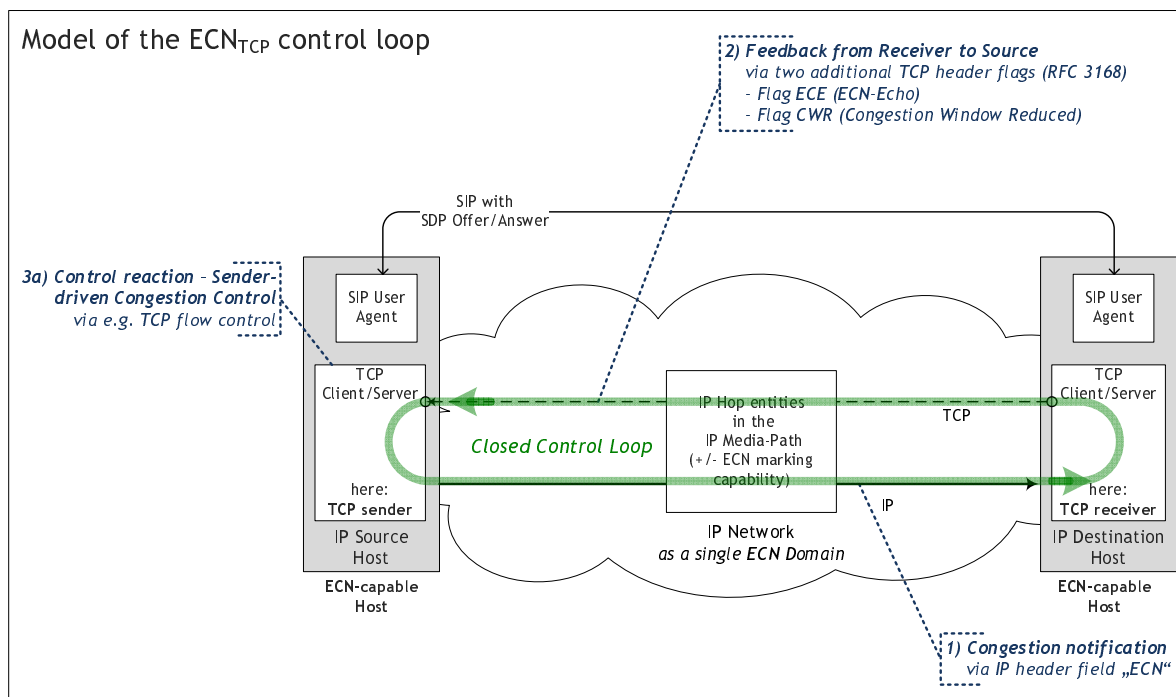 Model of the ECNTCP control loop
2) Feedback from Receiver to Source
via two additional TCP header flags (RFC 3168)
- Flag ECE (ECN-Echo)
- Flag CWR (Congestion Window Reduced)
SIP with
SDP Offer/Answer
3a) Control reaction – Sender-
driven Congestion Control
via e.g. TCP flow control
SIP User
Agent
SIP User
Agent
TCP
Client/Server
TCP
Client/Server
IP Hop entities
in the
IP Media-Path
(+/- ECN marking
capability)
TCP
Closed Control Loop
here:
TCP sender
IP
here:
TCP receiver
IP Source
Host
IP Network
as a single ECN Domain
IP Destination
Host
ECN-capable
Host
ECN-capable
Host
1) Congestion notification
via IP header field „ECN“